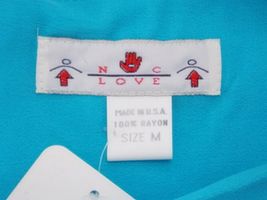 N C
LOVE
MADE IN U.S.A.
100% RAYON
SIZE M